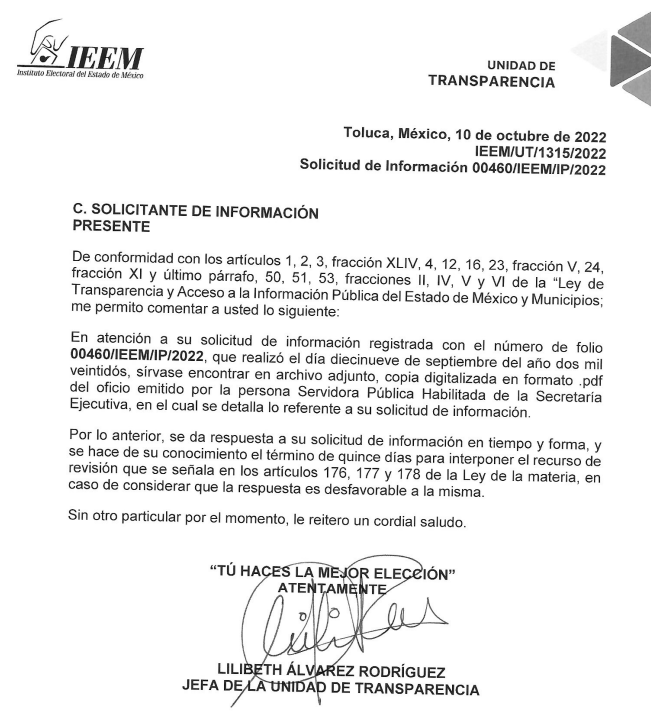 IEEM
Instituto Electoral del Estado de México
UNIDAD DE
TRANSPARENCIA
Toluca, México, 10 de octubre de 2022
IEEM/UT/1315/2022
Solicitud de Información 00460/IEEM/IP/2022
C. SOLICITANTE DE INFORMACIÓN
PRESENTE
De conformidad con los artículos 1, 2, 3, fracción XLIV, 4, 12, 16, 23, fracción V, 24,
fracción XI y último párrafo, 50, 51, 53, fracciones II, IV, V y VI de la “Ley de
Transparencia y Acceso a la Información Pública del Estado de México y Municipios;
me permito comentar a usted lo siguiente:
En atención a su solicitud de información registrada con el número de folio
00460/IEEM/IP/2022, que realizó el día diecinueve de septiembre del año dos mil
veintidós, sírvase encontrar en archivo adjunto, copia digitalizada en formato .pdf
del oficio emitido por la persona Servidora Pública Habilitada de la Secretaría
Ejecutiva, en el cual se detalla lo referente a su solicitud de información.
Por lo anterior, se da respuesta a su solicitud de información en tiempo y forma, y
se hace de su conocimiento el término de quince días para interponer el recurso de
revisión que se señala en los artículos 176, 177 y 178 de la Ley de la materia, en
caso de considerar que la respuesta es desfavorable a la misma.
Sin otro particular por el momento, le reitero un cordial saludo.
“TÚ HACES LA MEJOR ELECCIÓN”
ATENTAMENTE
LILIBETH ÁLVAREZ RODRÍGUEZ
JEFA DE LA UNIDAD DE TRANSPARENCIA